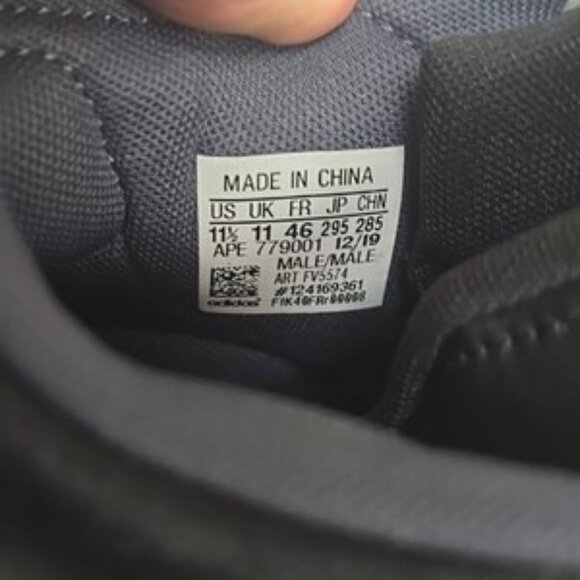 MADE IN CHINA
US UK FR JP CHN
11½ 11 46 295 285
APE 779001 12/19
MALE/MALE
ART FV5574
#124169361
adidas